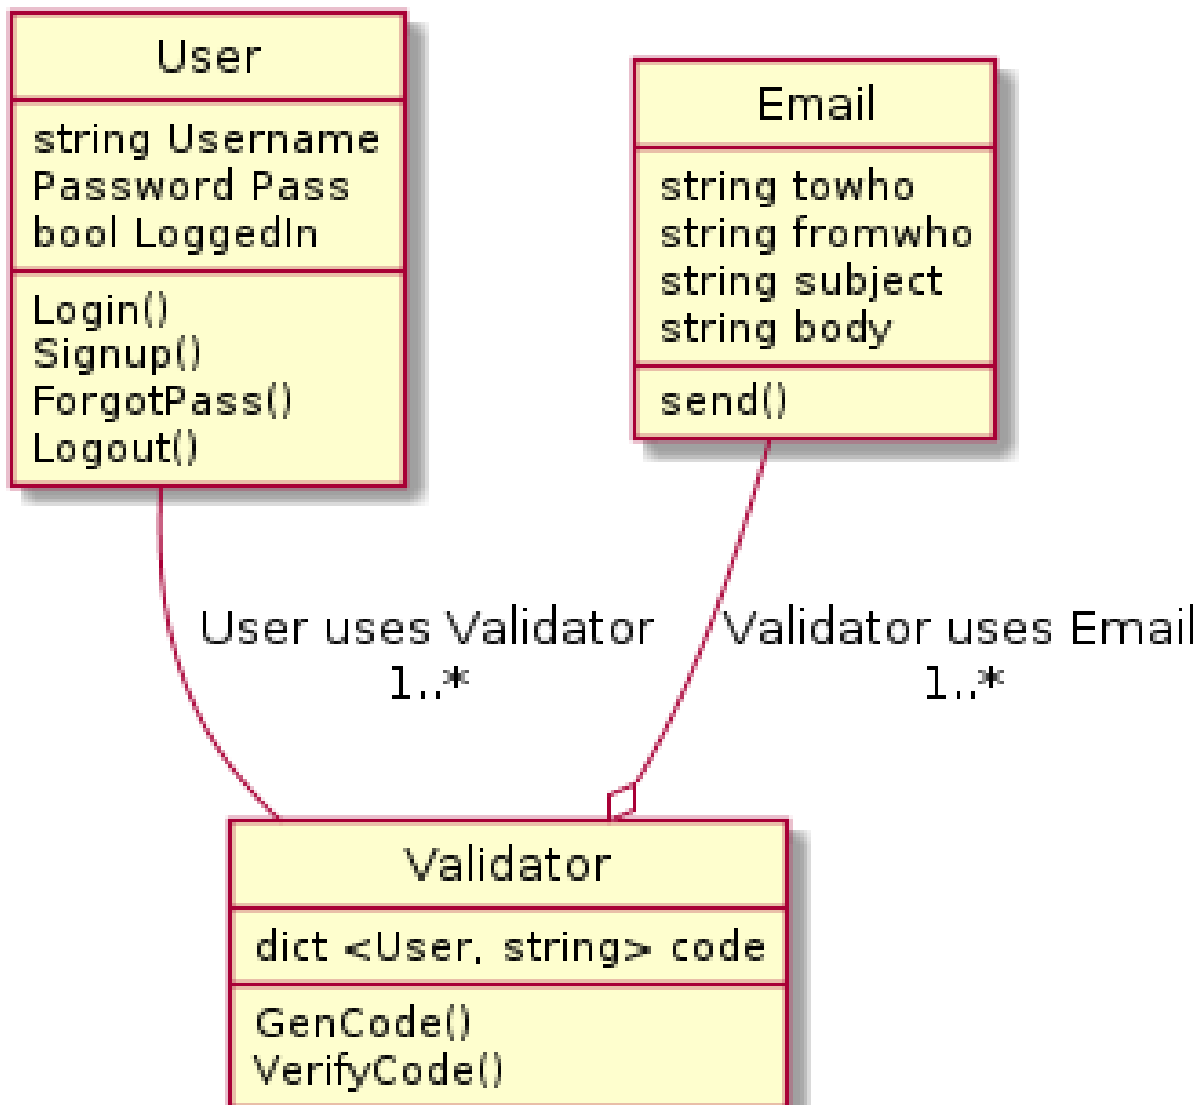 User
string Username
Password Pass
bool LoggedIn
Login()
Signup()
ForgotPass()
Logout()
Email
string towho
string fromwho
string subject
string body
send()
User uses Validator
1..*
Validator uses Email
1..*
Validator
dict <User, string> code
GenCode()
VerifyCode()